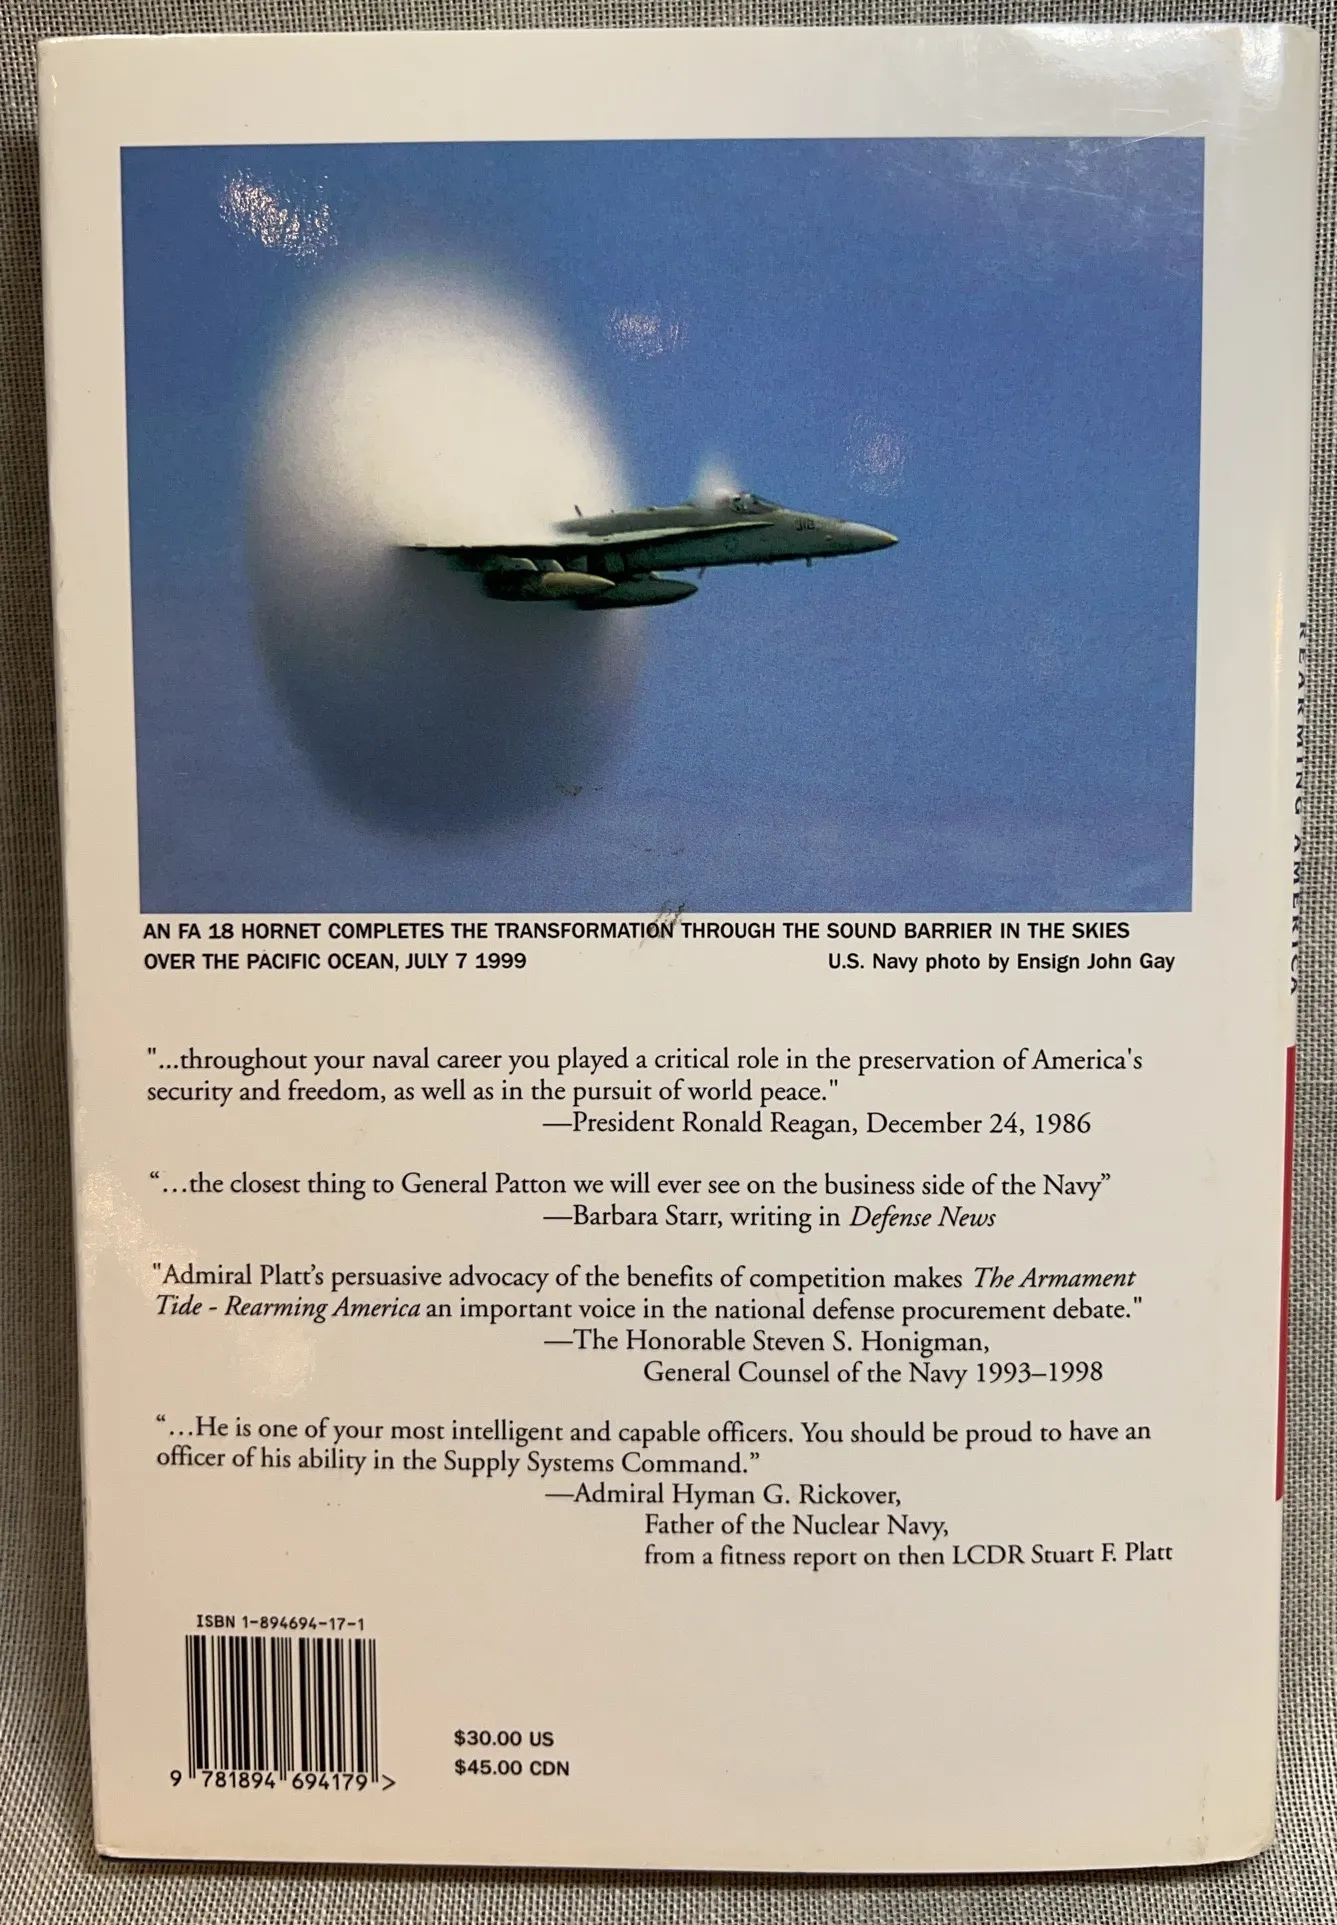 318
AN FA 18 HORNET COMPLETES THE TRANSFORMATION THROUGH THE SOUND BARRIER IN THE SKIES
OVER THE PACIFIC OCEAN, JULY 7 1999
U.S. Navy photo by Ensign John Gay
"...throughout your naval career you played a critical role in the preservation of America's
security and freedom, as well as in the pursuit of world peace."
—President Ronald Reagan, December 24, 1986
“…the closest thing to General Patton we will ever see on the business side of the Navy”
—Barbara Starr, writing in Defense News
"Admiral Platt’s persuasive advocacy of the benefits of competition makes The Armament
Tide - Rearming America an important voice in the national defense procurement debate."
—The Honorable Steven S. Honigman,
General Counsel of the Navy 1993–1998
“…He is one of your most intelligent and capable officers. You should be proud to have an
officer of his ability in the Supply Systems Command.”
—Admiral Hyman G. Rickover,
Father of the Nuclear Navy,
from a fitness report on then LCDR Stuart F. Platt
ISBN 1-894694-17-1
9 781894 694179 >
$30.00 US
$45.00 CDN
REARMING AMERICA